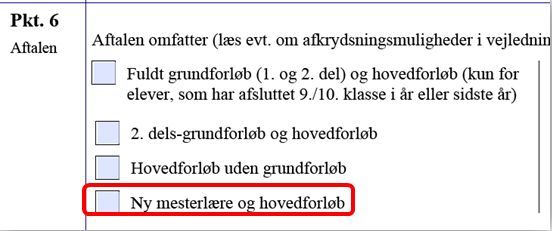 Pkt. 6
Aftalen
Aftalen omfatter (læs evt. om afkrydsningsmuligheder i
Fuldt grundforløb (1. og 2. del) og hovedforløb (kun for
elever, som har afsluttet 9./10. klasse i år eller sidste år)
2. dels-grundforløb og hovedforløb
Hovedforløb uden grundforløb
Ny mesterlære og hovedforløb